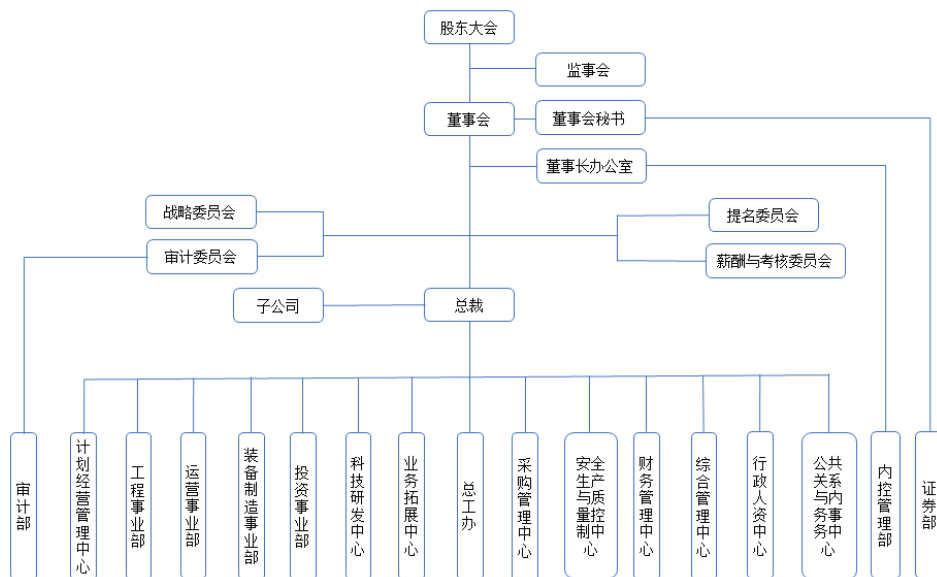 股东大会
监事会
董事会
董事会秘书
董事长办公室
战略委员会
提名委员会
审计委员会
薪酬与考核委员会
子公司
总裁
审计部
计划经营管理中心
工程事业部
运营事业部
装备制造事业部
投资事业部
科技研发中心
业务拓展中心
总工办
采购管理中心
安全生产与质量控制中心
财务管理中心
综合管理中心
行政人资中心
公共关系与内务事务中心
内控管理部
证券部